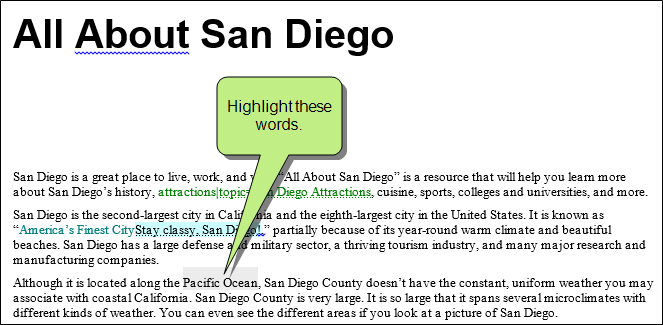 All About San Diego
Highlight these
words.
San Diego is a great place to live, work, and "All About San Diego" is a resource that will help you learn more
about San Diego's history, attractions|topic= Diego Attractions, cuisine, sports, colleges and universities, and more.
San Diego is the second-largest city in and the eighth-largest city in the United States. It is known as
"America's Finest CityStay classy, San Diego!," partially because of its year-round warm climate and beautiful
beaches. San Diego has a large defense military sector, a thriving tourism industry, and many major research and
manufacturing companies.
Although it is located along the Pacific Ocean, San Diego County doesn't have the constant, uniform weather you may
associate with coastal California. San Diego County is very large. It is so large that it spans several microclimates with
different kinds of weather. You can even see the different areas if you look at a picture of San Diego.